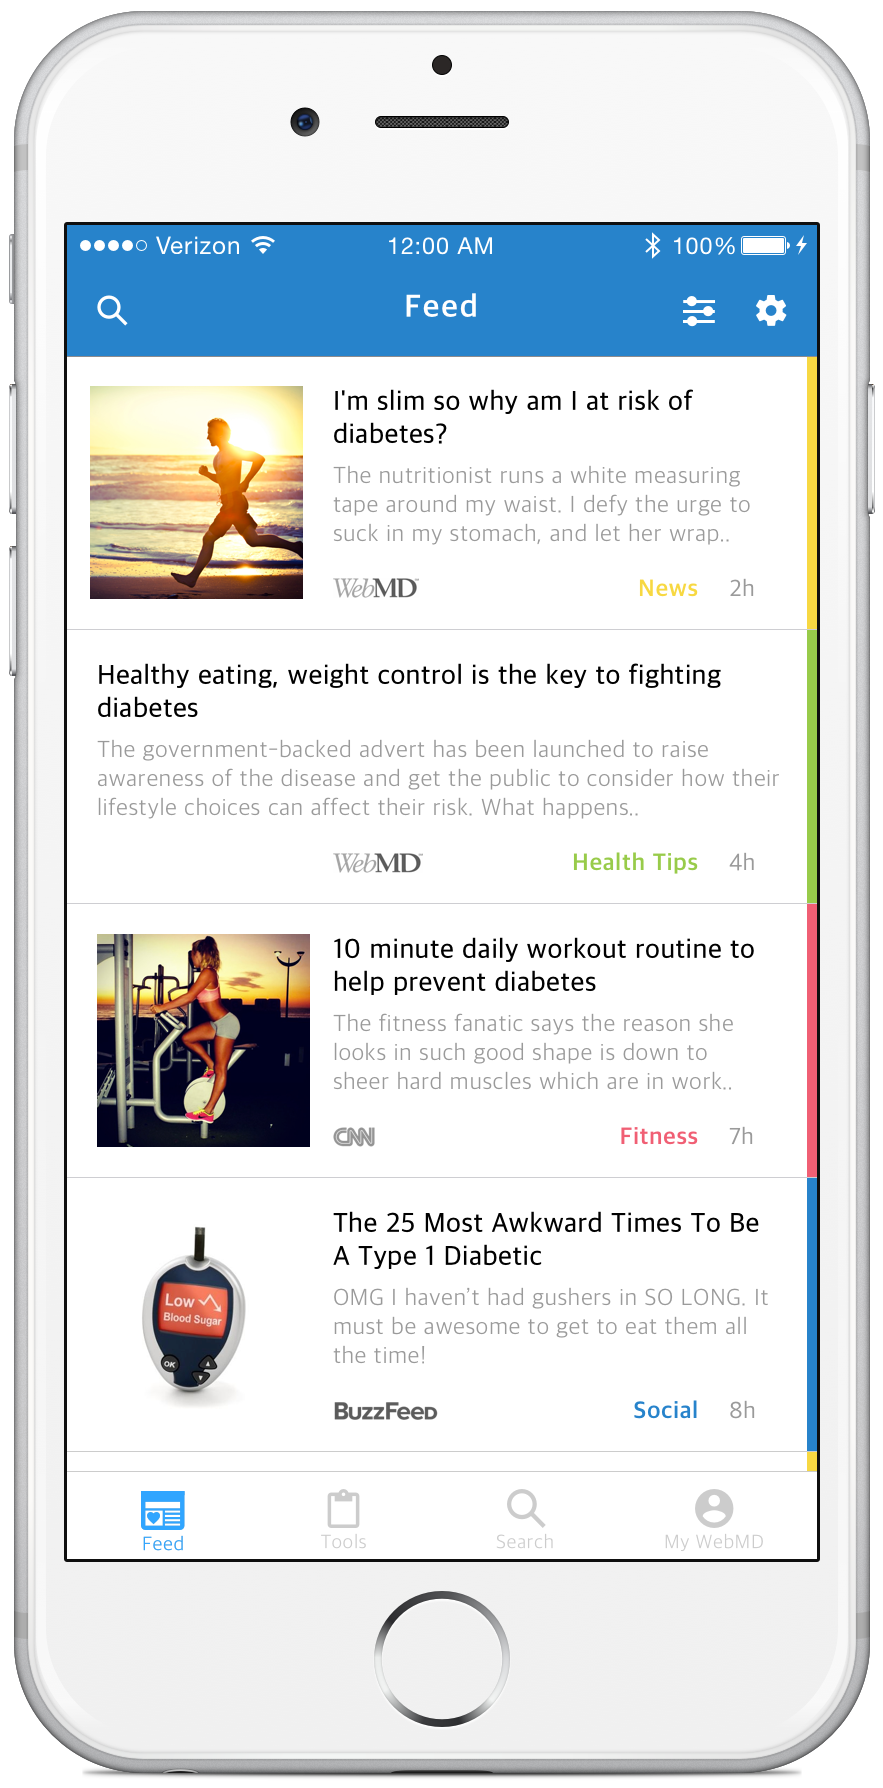 Verizon 12:00 AM 100%
Feed
I'm slim so why am I at risk of
diabetes?
The nutritionist runs a white measuring
tape around my waist. I defy the urge to
suck in my stomach, and let her wrap..
WebMD News 2h
Healthy eating, weight control is the key to fighting
diabetes
The government-backed advert has been launched to raise
awareness of the disease and get the public to consider how their
lifestyle choices can affect their risk. What happens..
WebMD Health Tips 4h
10 minute daily workout routine to
help prevent diabetes
The fitness fanatic says the reason she
looks in such good shape is down to
sheer hard muscles which are in work..
CNN Fitness 7h
Low
Blood Sugar
OK
The 25 Most Awkward Times To Be
A Type 1 Diabetic
OMG I haven't had gushers in SO LONG. It
must be awesome to get to eat them all
the time!
BuzzFeed Social 8h
Feed Tools Search My WebMD